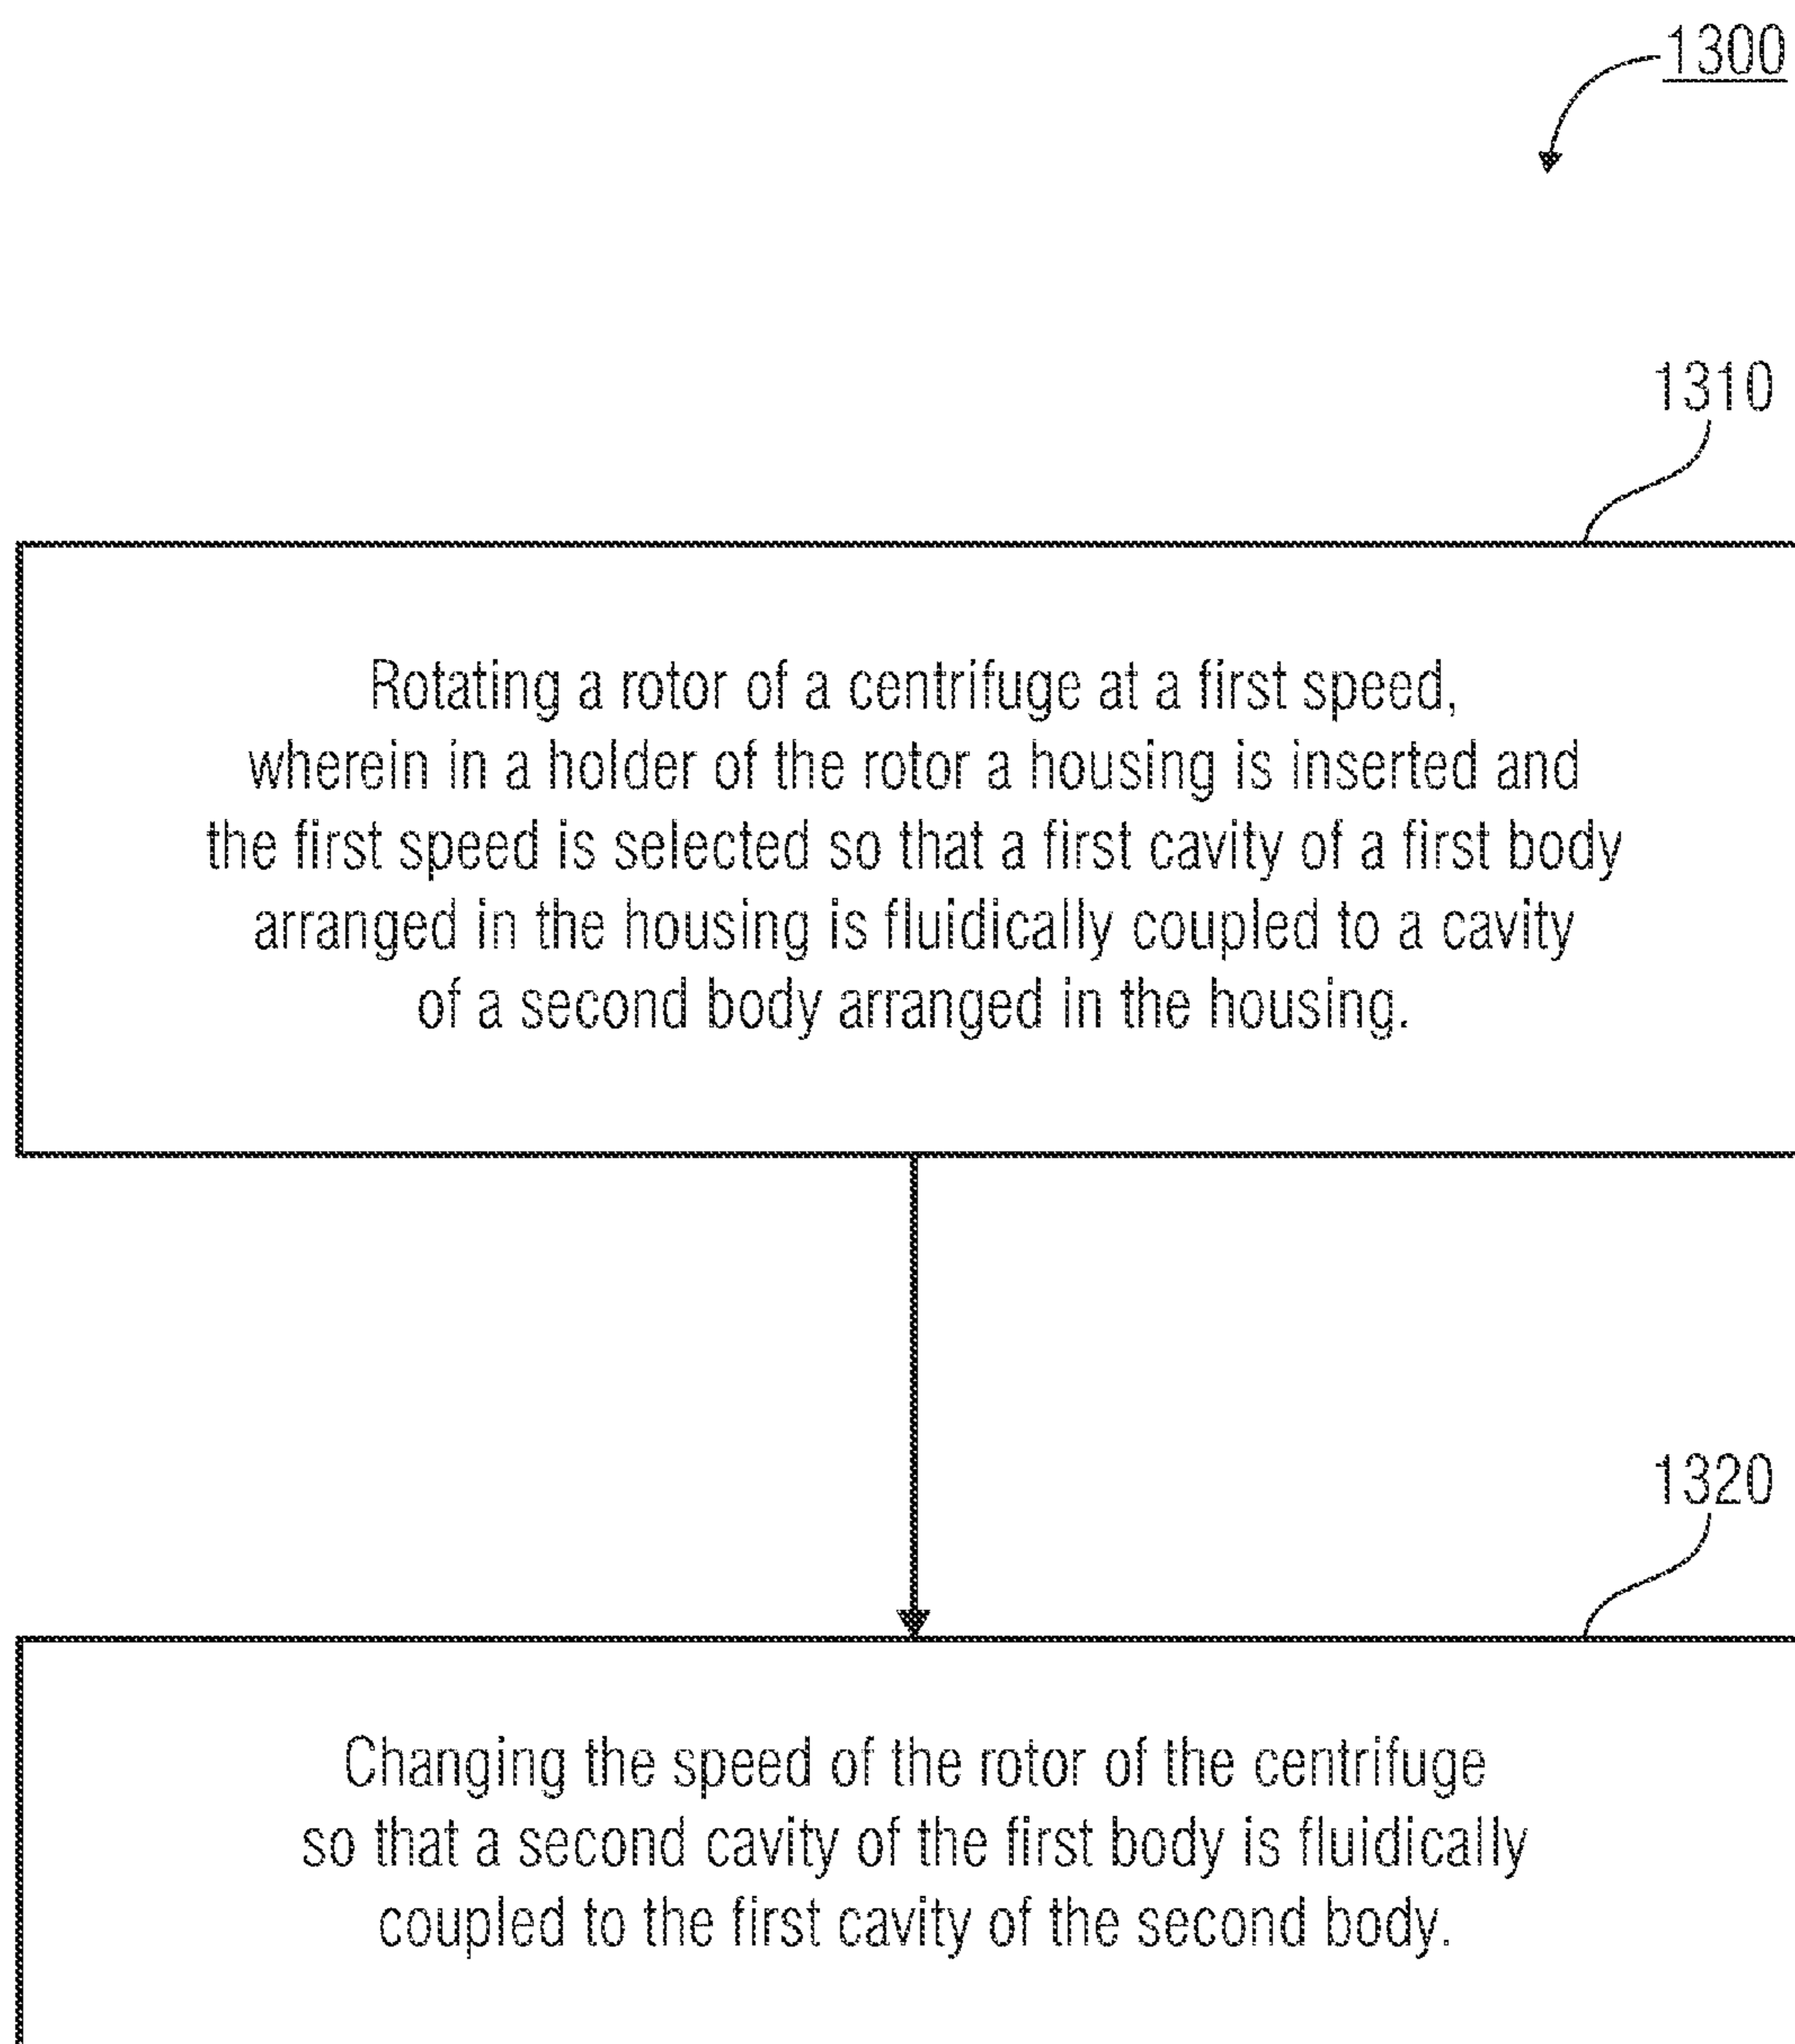 1300
1310
Rotating a rotor of a centrifuge at a first speed,
wherein in a holder of the rotor a housing is inserted and
the first speed is selected so that a first cavity of a first body
arranged in the housing is fluidically coupled to a cavity
of a second body arranged in the housing.
1320
Changing the speed of the rotor of the centrifuge
so that a second cavity of the first body is fluidically
coupled to the first cavity of the second body.